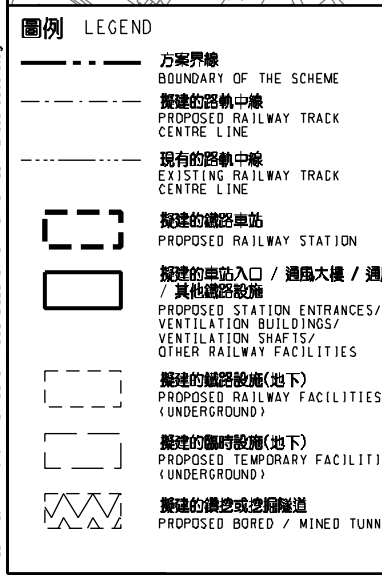 圖例 LEGEND
方案界線
BOUNDARY OF THE SCHEME
擬建的路軌中線
PROPOSED RAILWAY TRACK
CENTRE LINE
現有的路軌中線
EXISTING RAILWAY TRACK
CENTRE LINE
擬建的鐵路車站
PROPOSED RAILWAY STATION
擬建的車站入口 / 通風大樓 / 通
/ 其他鐵路設施
PROPOSED STATION ENTRANCES/
VENTILATION BUILDINGS/
VENTILATION SHAFTS/
OTHER RAILWAY FACILITIES
擬建的鐵路設施(地下)
PROPOSED RAILWAY FACILITIES
(UNDERGROUND)
擬建的臨時設施(地下)
PROPOSED TEMPORARY FACILITI
(UNDERGROUND)
擬建的鑽挖或挖掘隧道
PROPOSED BORED / MINED TUNN